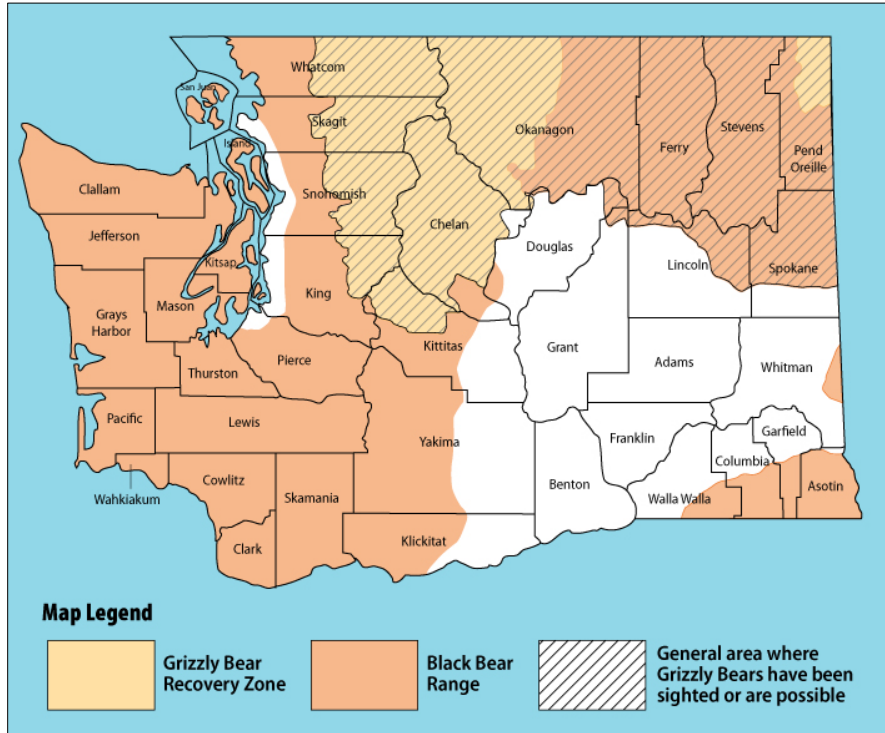 Whatcom
San Juan
Skagit
Okanagon
Stevens
Ferry
Pend
Oreille
Island
Snohomish
Clallam
Chelan
Jefferson
Douglas
Kitsap
Lincoln
Spokane
King
Mason
Grays
Harbor
Kittitas
Grant
Pierce
Adams
Whitman
Thurston
Pacific
Lewis
Yakima
Franklin
Garfield
Columbia
Cowlitz
Wahkiakum
Skamania
Benton
Walla Walla
Asotin
Clark
Klickitat
Map Legend
Grizzly Bear
Recovery Zone
Black Bear
Range
General area where
Grizzly Bears have been
sighted or are possible